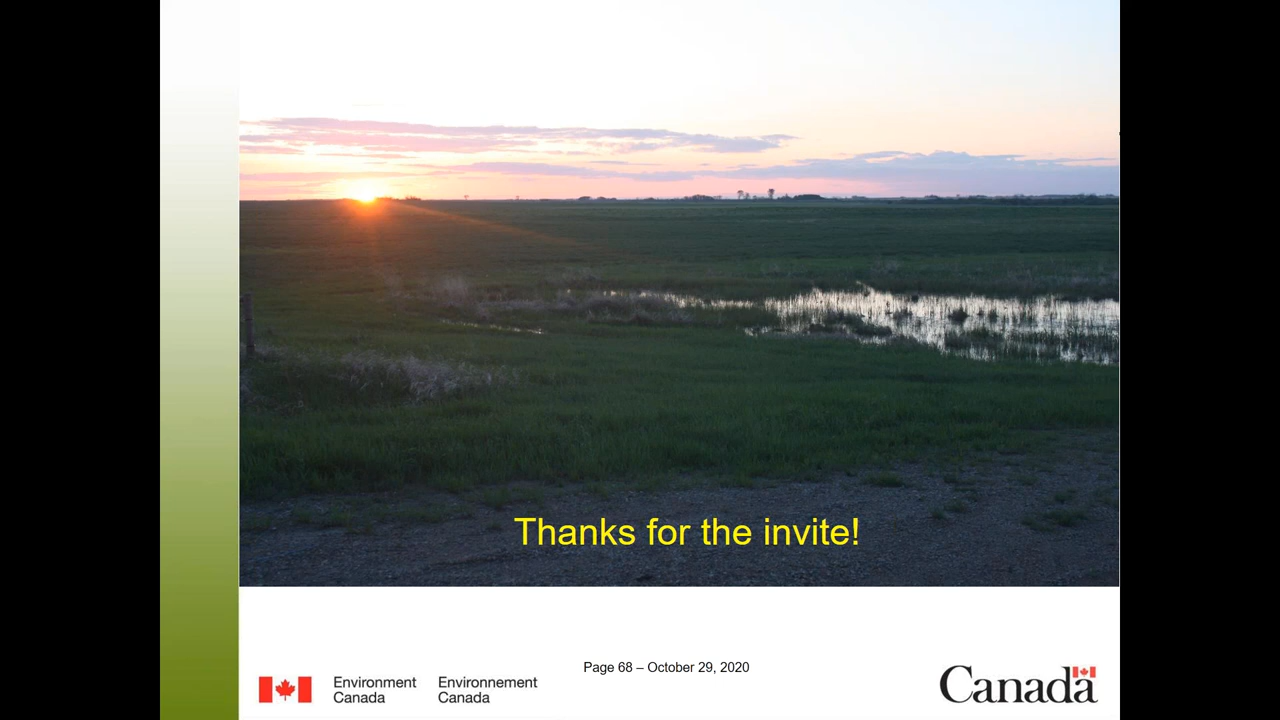 Thanks for the invite!
Page 68 – October 29, 2020
Environment
Canada
Environnement
Canada
Canada